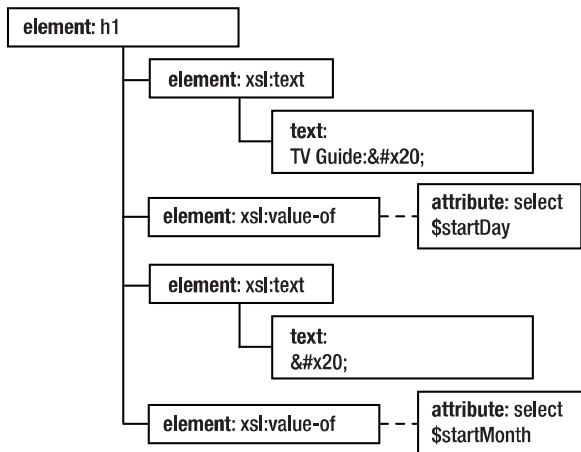 element: h1
element: xsl:text
text:
TV Guide:&#x20;
element: xsl:value-of
attribute: select
$startDay
element: xsl:text
text:
&#x20;
element: xsl:value-of
attribute: select
$startMonth